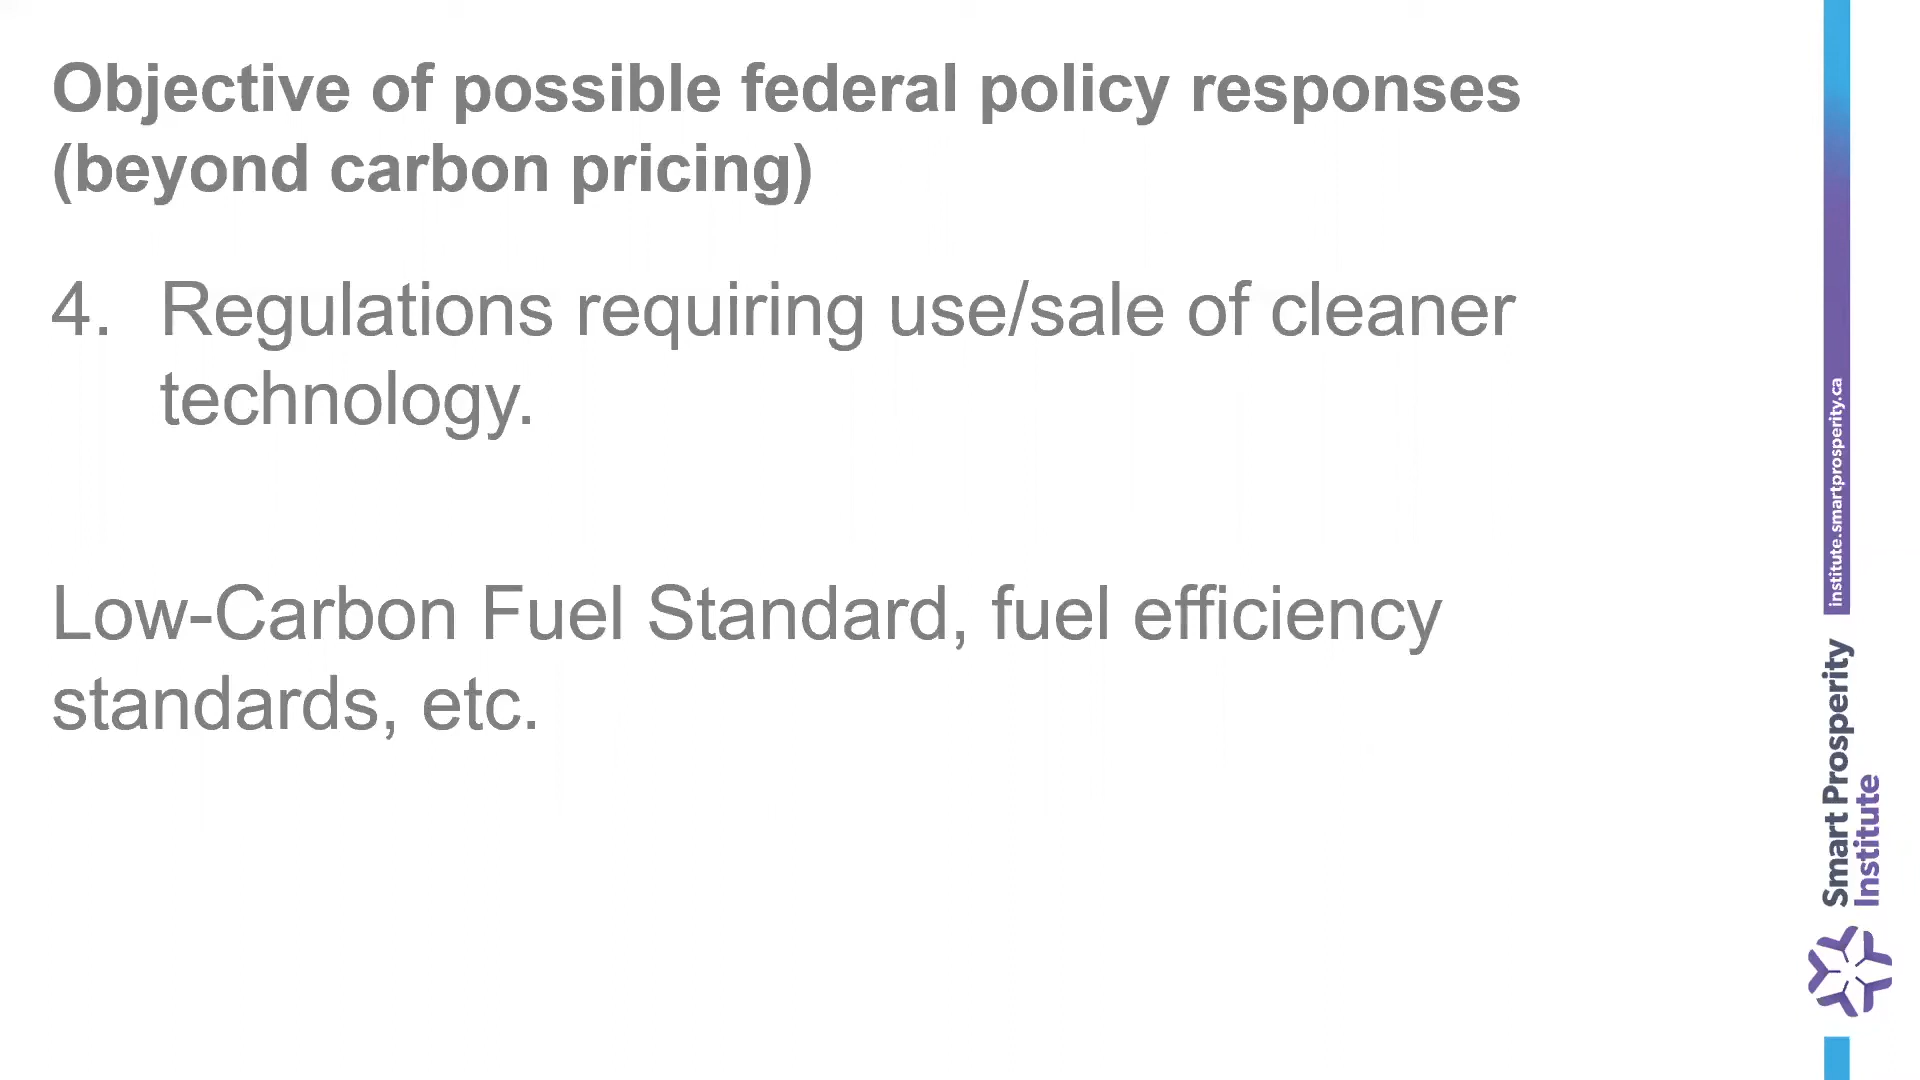 Objective of possible federal policy responses
(beyond carbon pricing)
4. Regulations requiring use/sale of cleaner
technology.
Low-Carbon Fuel Standard, fuel efficiency
standards, etc.
institute.smartprosperity.ca
Smart Prosperity
Institute